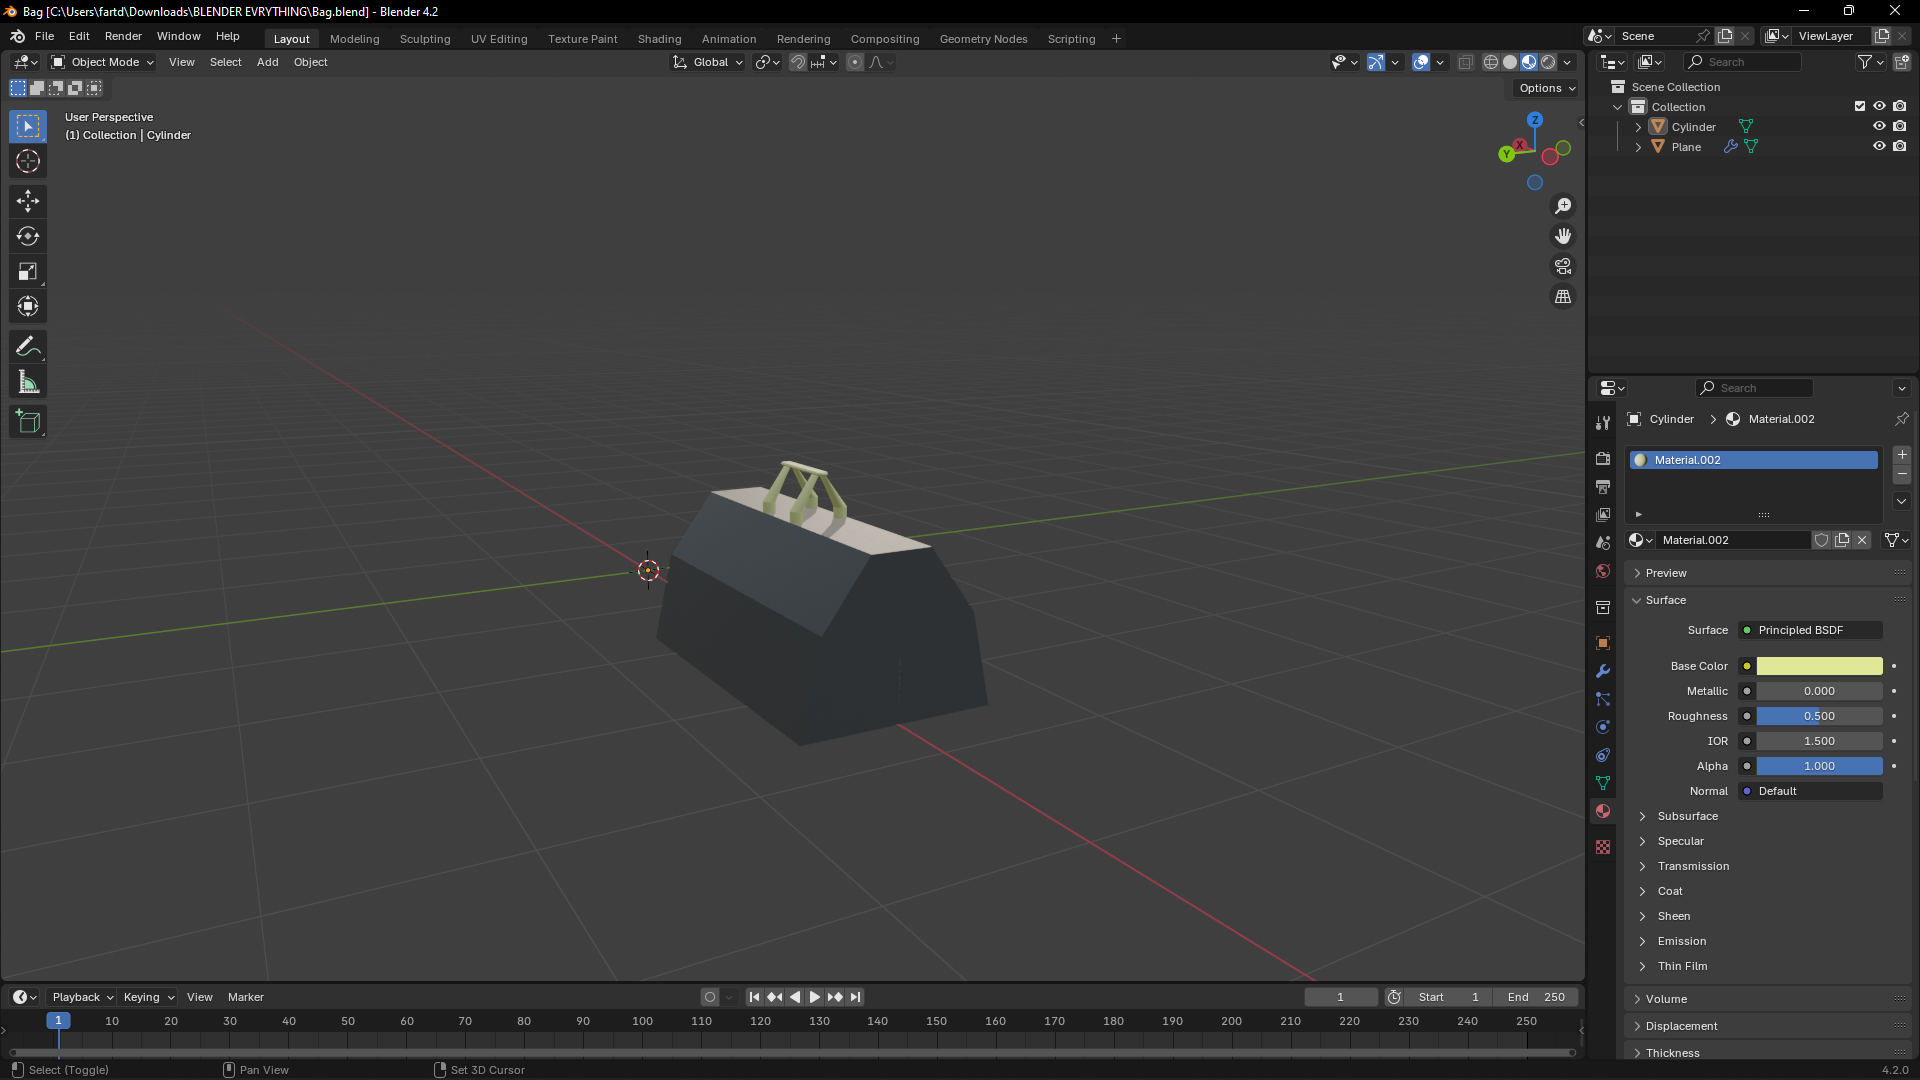 Bag [C:\Users\fartd\Downloads\BLENDER EVRYTHING\Bag.blend] - Blender 4.2
File Edit Render Window Help
Layout Modeling Sculpting UV Editing Texture Paint Shading Animation Rendering Compositing Geometry Nodes Scripting +
Scene ViewLayer
Object Mode View Select Add Object
Global
Options
User Perspective
(1) Collection | Cylinder
Z
X
Y
Search
Scene Collection
Collection
Cylinder
Plane
Search
Cylinder > Material.002
Material.002
Material.002
Preview
Surface
Surface Principled BSDF
Base Color
Metallic 0.000
Roughness 0.500
IOR 1.500
Alpha 1.000
Normal Default
Subsurface
Specular
Transmission
Coat
Sheen
Emission
Thin Film
Volume
Displacement
Thickness
Playback Keying View Marker
1 Start 1 End 250
1 10 20 30 40 50 60 70 80 90 100 110 120 130 140 150 160 170 180 190 200 210 220 230 240 250
Select (Toggle) Pan View Set 3D Cursor
4.2.0